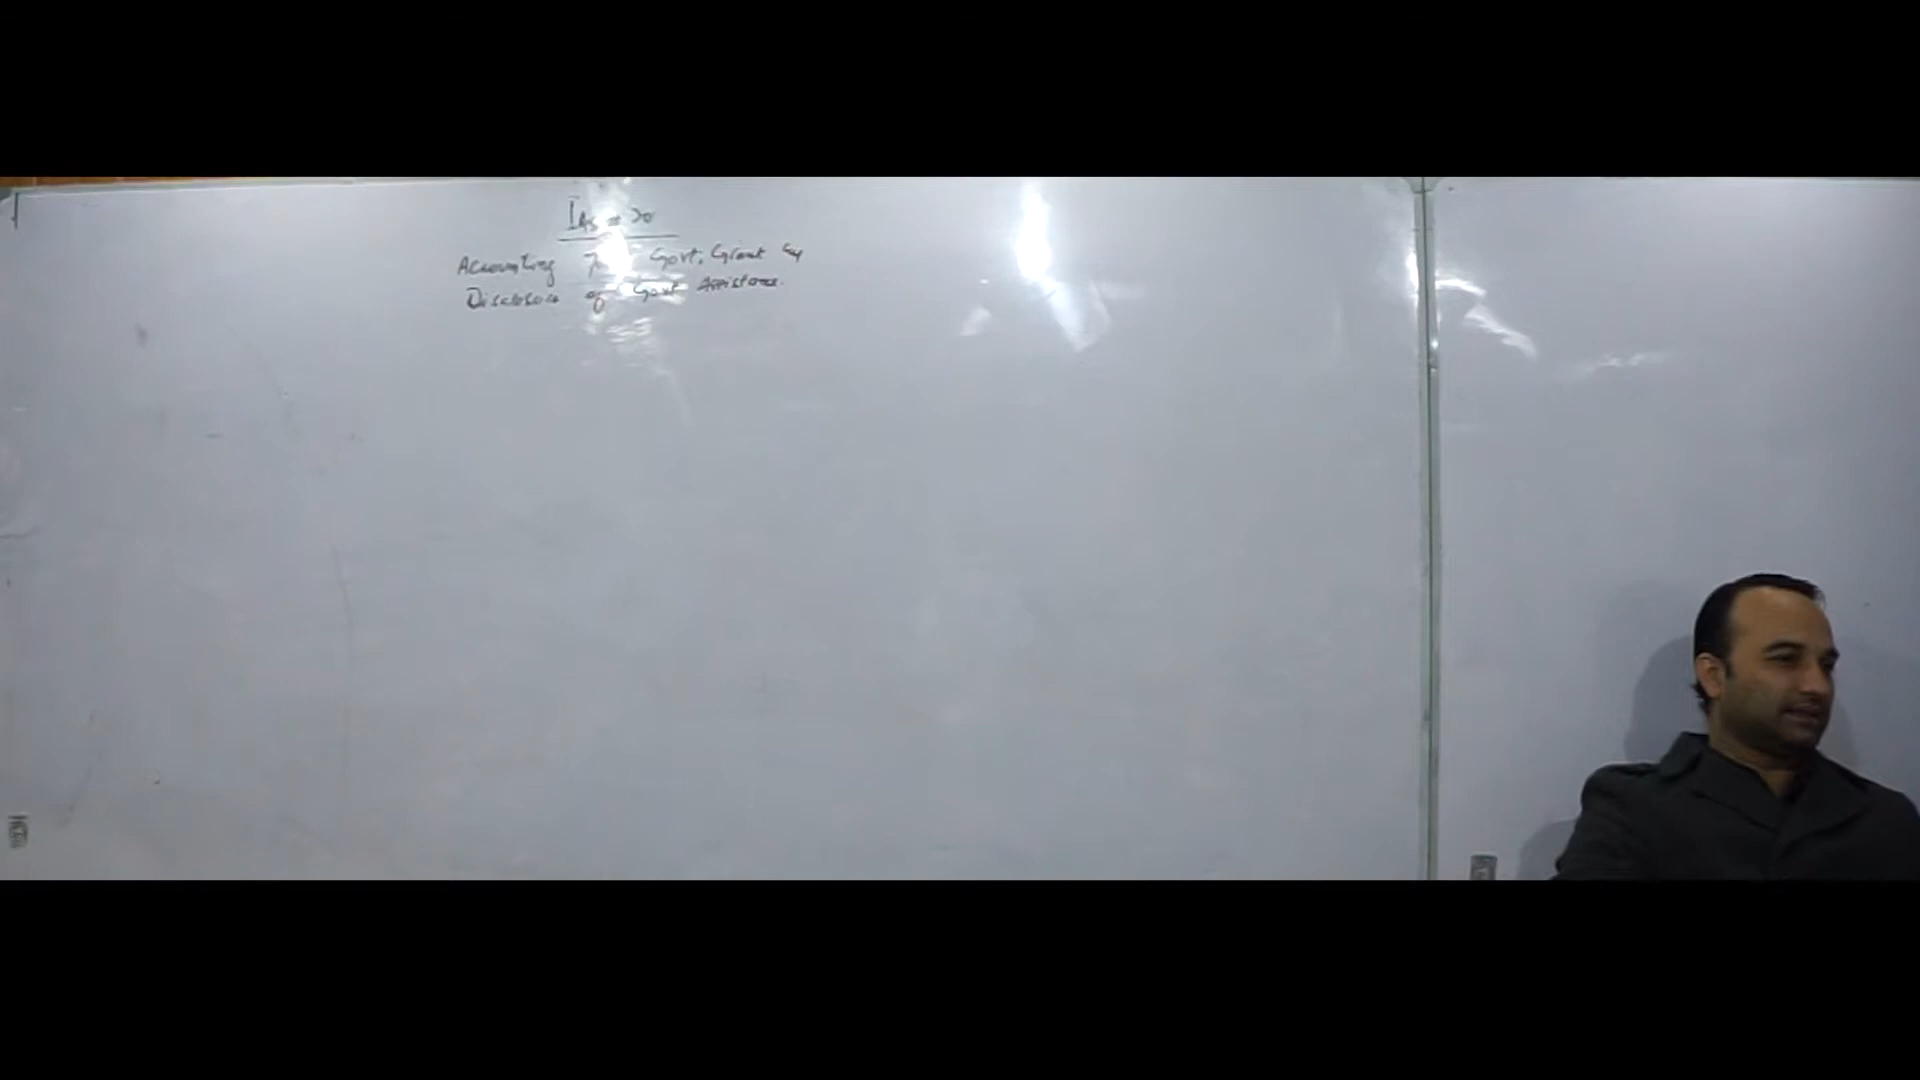 IAS = 20
Accounting For Govt. Grant &
Disclosure of Govt Assistance.